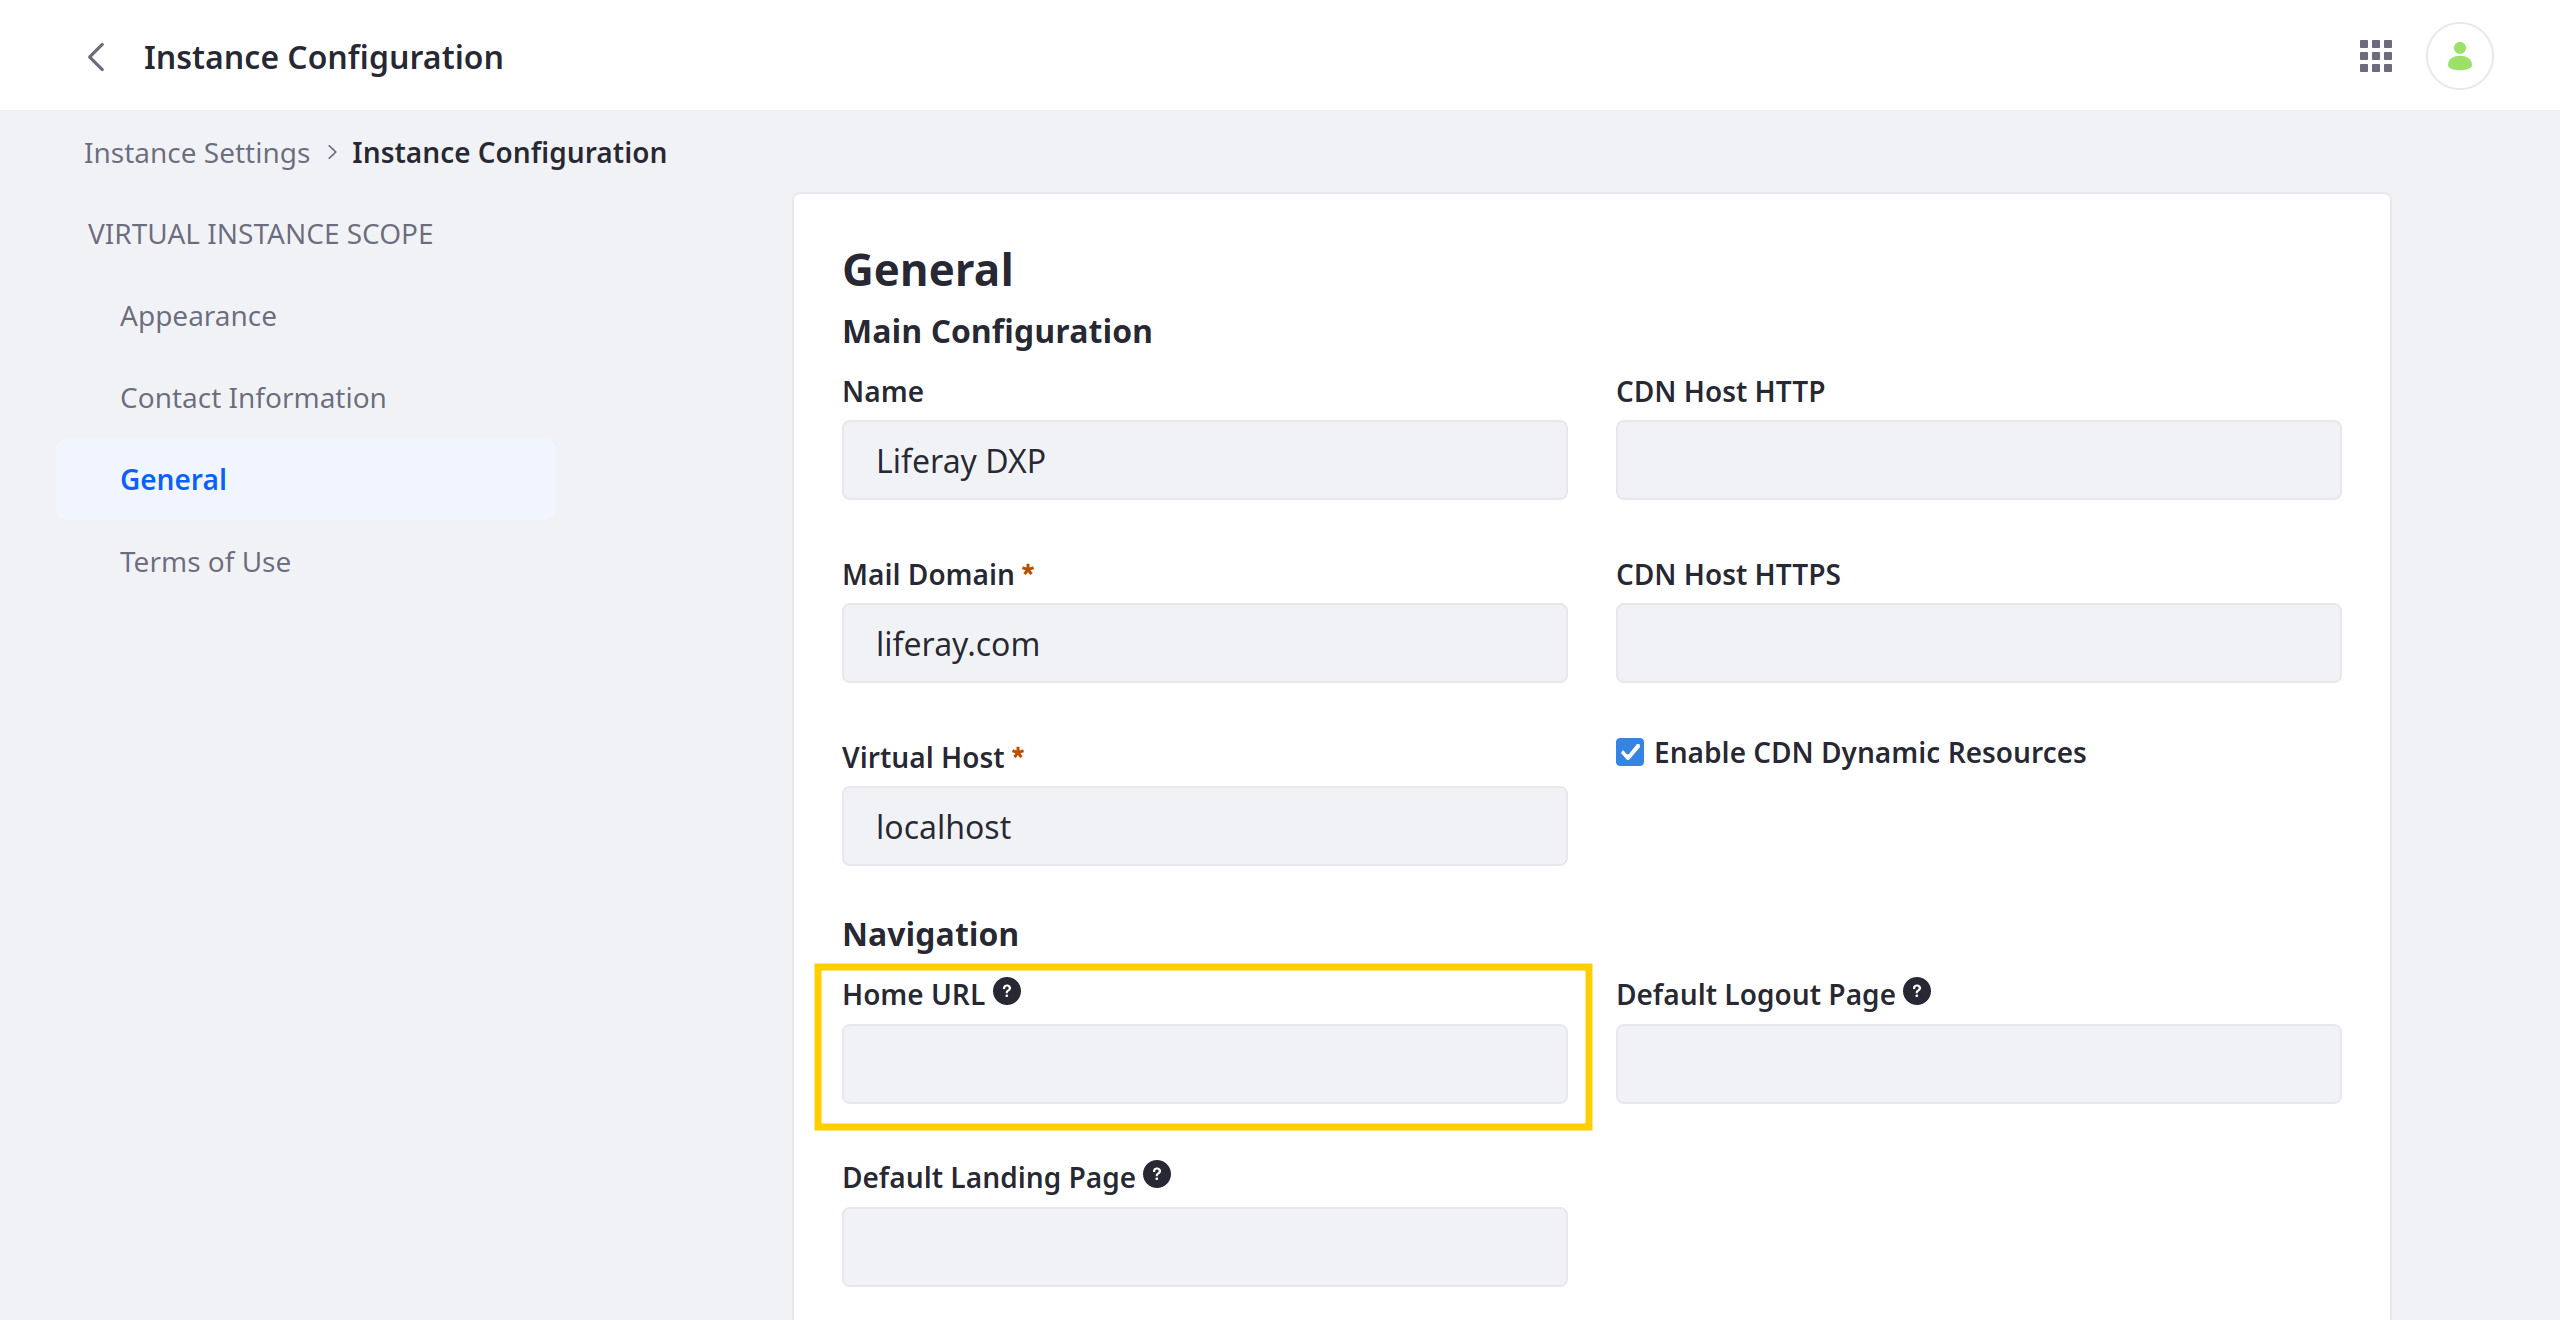 Instance Configuration
Instance Settings > Instance Configuration
VIRTUAL INSTANCE SCOPE
Appearance
Contact Information
General
Terms of Use
General
Main Configuration
Name
Liferay DXP
CDN Host HTTP
Mail Domain *
liferay.com
CDN Host HTTPS
Virtual Host *
localhost
Enable CDN Dynamic Resources
Navigation
Home URL ?
Default Logout Page ?
Default Landing Page ?